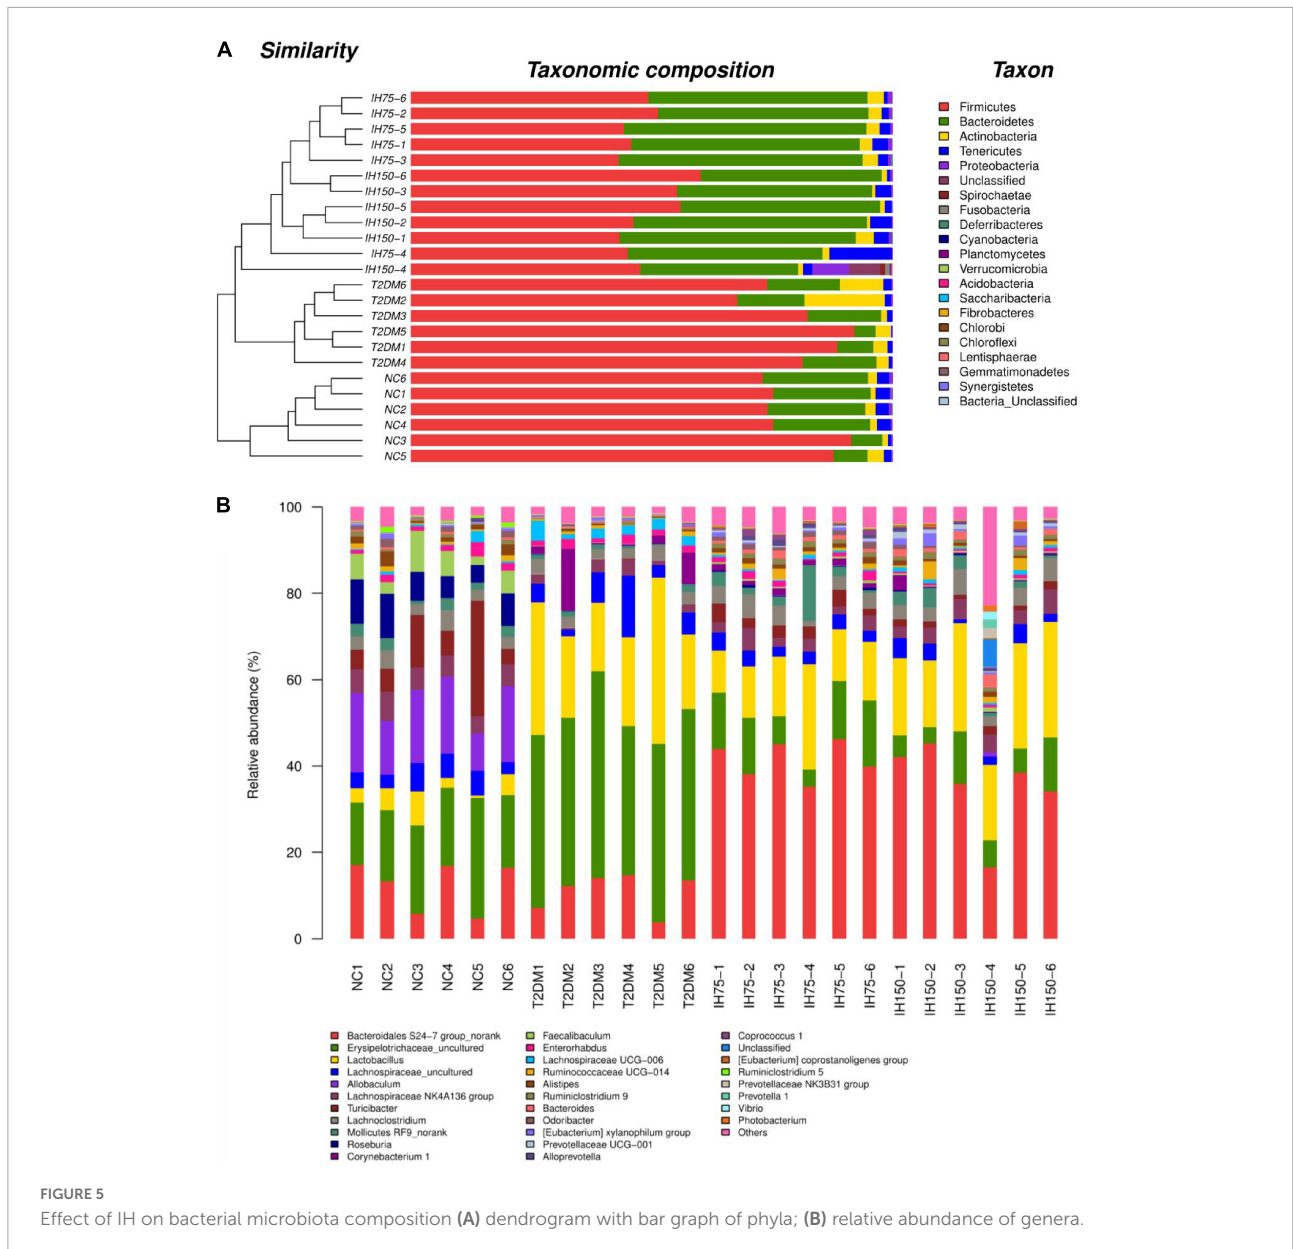 A Similarity
Taxonomic composition
Taxon
IH75-6
IH75-2
IH75-5
IH75-1
IH75-3
IH150-6
IH150-3
IH150-5
IH150-2
IH150-1
IH75-4
IH150-4
T2DM6
T2DM2
T2DM3
T2DM5
T2DM1
T2DM4
NC6
NC1
NC2
NC4
NC3
NC5
Firmicutes
Bacteroidetes
Actinobacteria
Tenericutes
Proteobacteria
Unclassified
Spirochaetae
Fusobacteria
Deferribacteres
Cyanobacteria
Planctomycetes
Verrucomicrobia
Acidobacteria
Saccharibacteria
Fibrobacteres
Chlorobi
Chloroflexi
Lentisphaerae
Gemmatimonadetes
Synergistetes
Bacteria_Unclassified
B
Relative abundance (%)
100
80
60
40
20
0
NC1
NC2
NC3
NC4
NC5
NC6
T2DM1
T2DM2
T2DM3
T2DM4
T2DM5
T2DM6
IH75-1
IH75-2
IH75-3
IH75-4
IH75-5
IH75-6
IH150-1
IH150-2
IH150-3
IH150-4
IH150-5
IH150-6
Bacteroidales S24-7 group_norank
Erysipelotrichaceae_uncultured
Lactobacillus
Lachnospiraceae_uncultured
Allobaculum
Lachnospiraceae NK4A136 group
Turicibacter
Lachnoclostridium
Mollicutes RF9_norank
Roseburia
Corynebacterium 1
Faecalibaculum
Enterorhabdus
Lachnospiraceae UCG-006
Ruminococcaceae UCG-014
Alistipes
Ruminiclostridium 9
Bacteroides
Odoribacter
[Eubacterium] xylanophilum group
Prevotellaceae UCG-001
Alloprevotella
Coprococcus 1
Unclassified
[Eubacterium] coprostanoligenes group
Ruminiclostridium 5
Prevotellaceae NK3B31 group
Prevotella 1
Vibrio
Photobacterium
Others
FIGURE 5
Effect of IH on bacterial microbiota composition (A) dendrogram with bar graph of phyla; (B) relative abundance of genera.